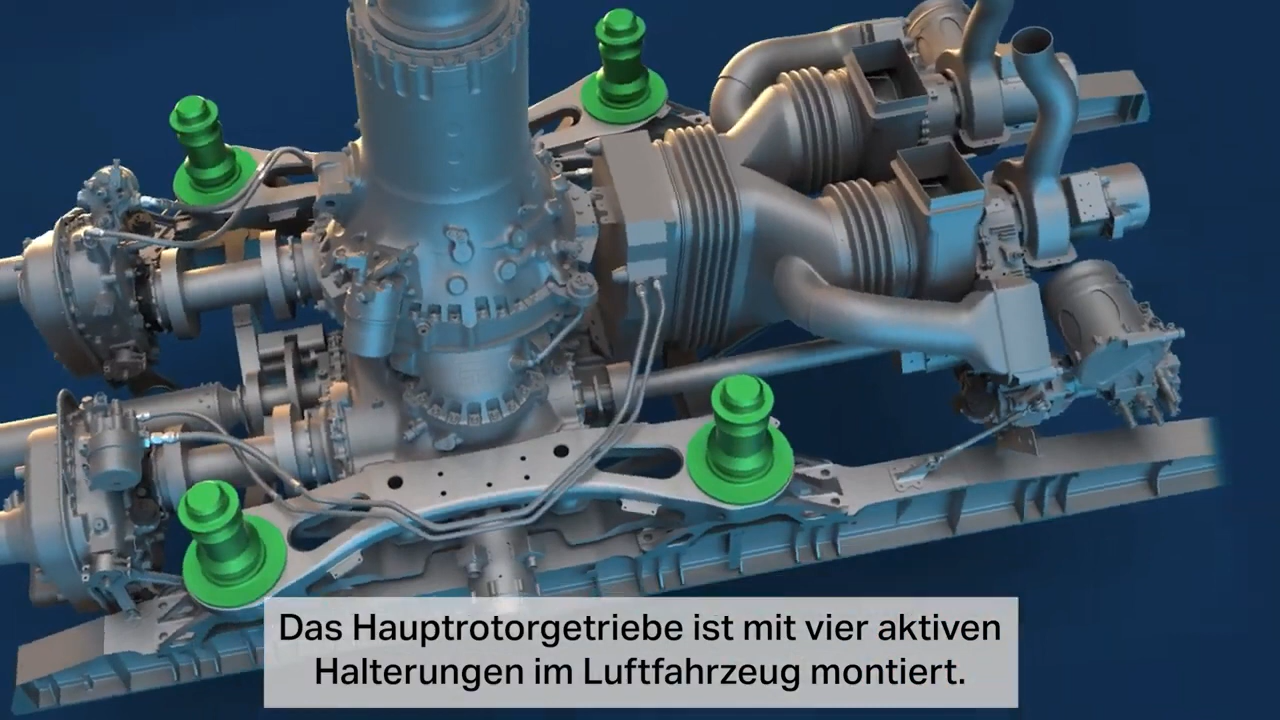 Das Hauptrotorgetriebe ist mit vier aktiven
Halterungen im Luftfahrzeug montiert.